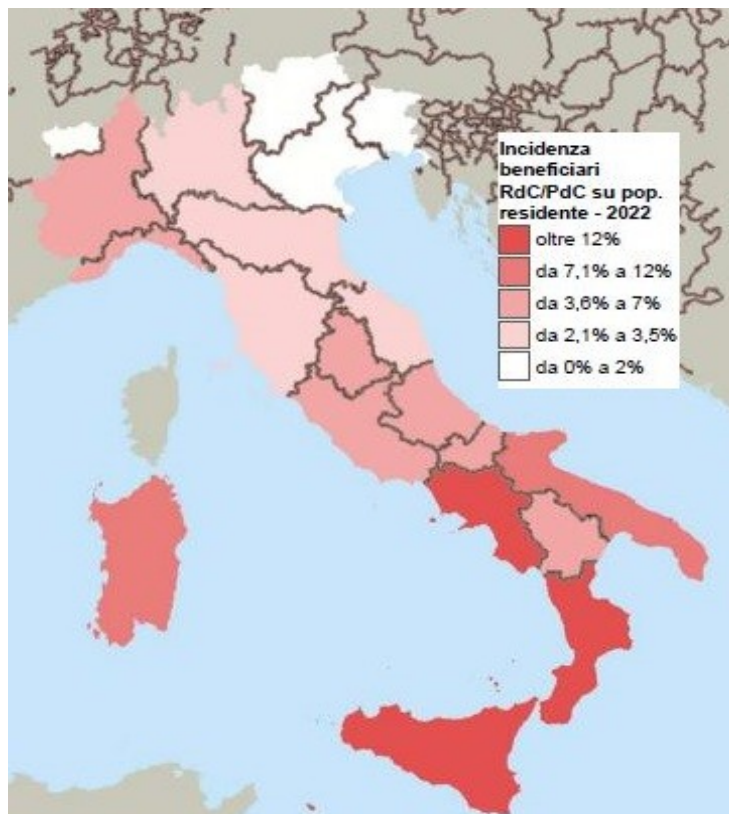 Incidenza
beneficiari
RdC/PdC su pop.
residente - 2022
oltre 12%
da 7,1% a 12%
da 3,6% a 7%
da 2,1% a 3,5%
da 0% a 2%